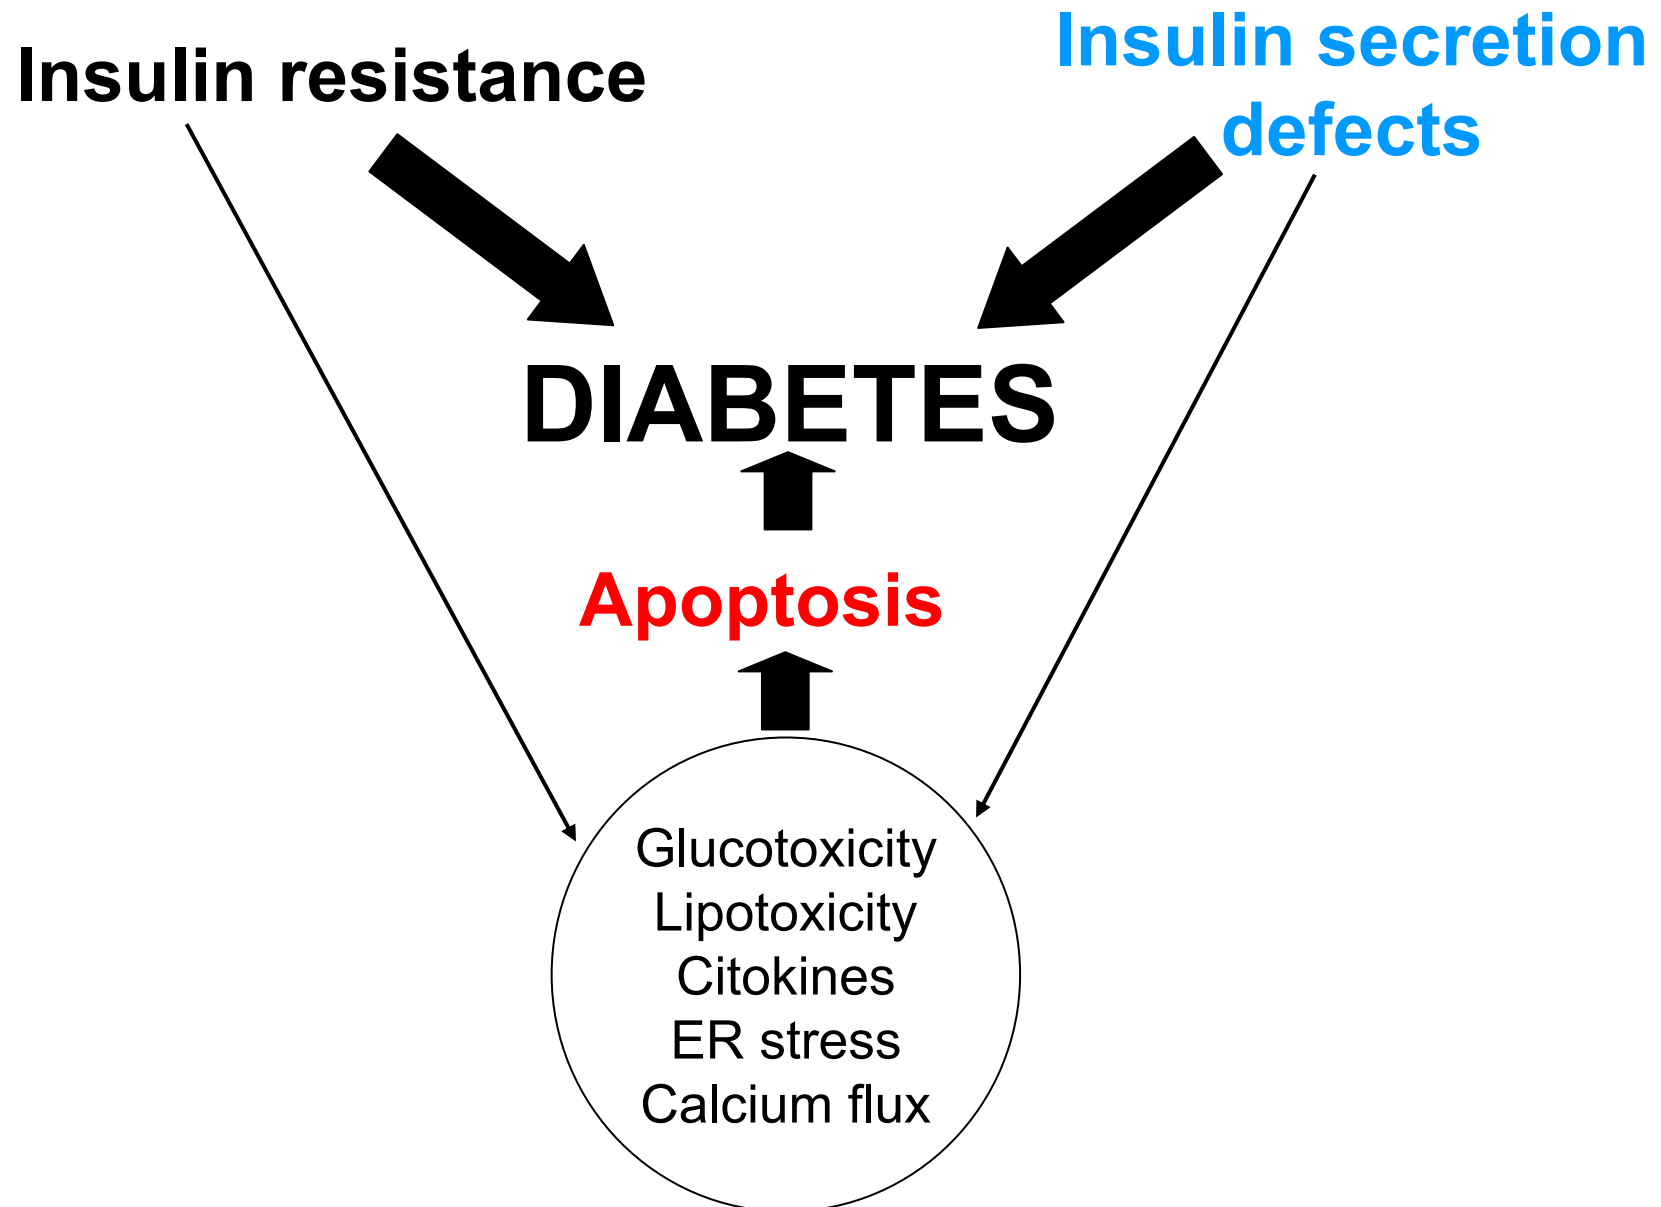 Insulin resistance
Insulin secretion
defects
DIABETES
Apoptosis
Glucotoxicity
Lipotoxicity
Citokines
ER stress
Calcium flux